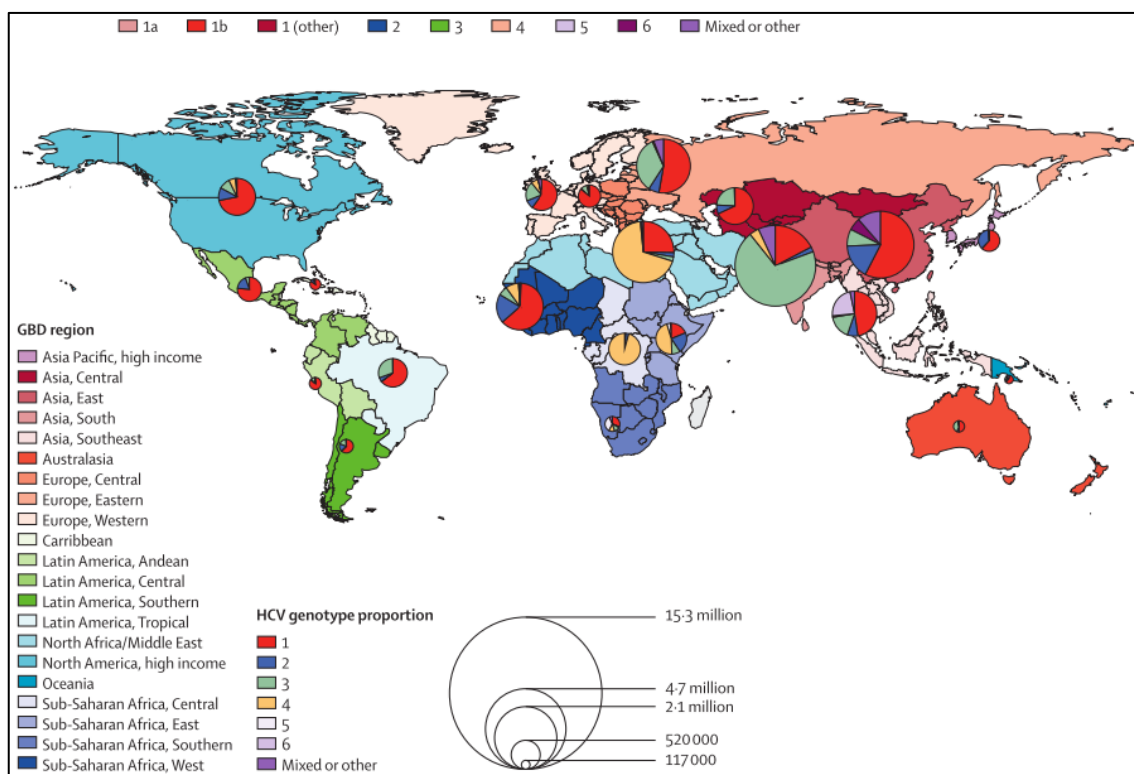 1a 1b 1 (other) 2 3 4 5 6 Mixed or other
GBD region
Asia Pacific, high income
Asia, Central
Asia, East
Asia, South
Asia, Southeast
Australasia
Europe, Central
Europe, Eastern
Europe, Western
Carribbean
Latin America, Andean
Latin America, Central
Latin America, Southern
Latin America, Tropical
North Africa/Middle East
North America, high income
Oceania
Sub-Saharan Africa, Central
Sub-Saharan Africa, East
Sub-Saharan Africa, Southern
Sub-Saharan Africa, West
HCV genotype proportion
1
2
3
4
5
6
Mixed or other
15·3 million
4·7 million
2·1 million
520 000
117 000